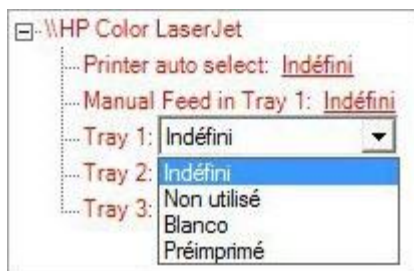 \\HP Color LaserJet
Printer auto select: Indéfini
Manual Feed in Tray 1: Indéfini
Tray 1: Indéfini
Tray 2: Indéfini
Non utilisé
Tray 3: Blanco
Préimprimé